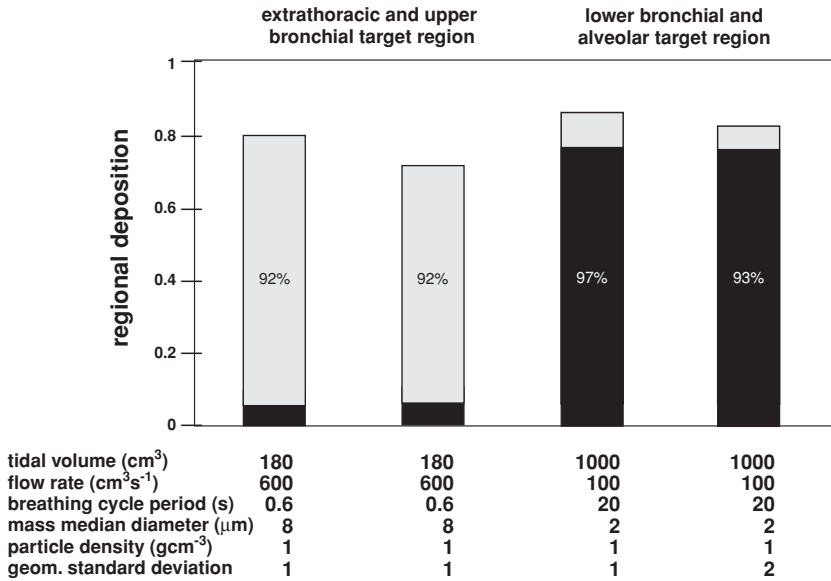 extrathoracic and upper
bronchial target region
lower bronchial and
alveolar target region
regional deposition
1
0.8
0.6
0.4
0.2
0
92%
92%
97%
93%
tidal volume (cm³) 180 180 1000 1000
flow rate (cm³s⁻¹) 600 600 100 100
breathing cycle period (s) 0.6 0.6 20 20
mass median diameter (μm) 8 8 2 2
particle density (gcm⁻³) 1 1 1 1
geom. standard deviation 1 1 1 2